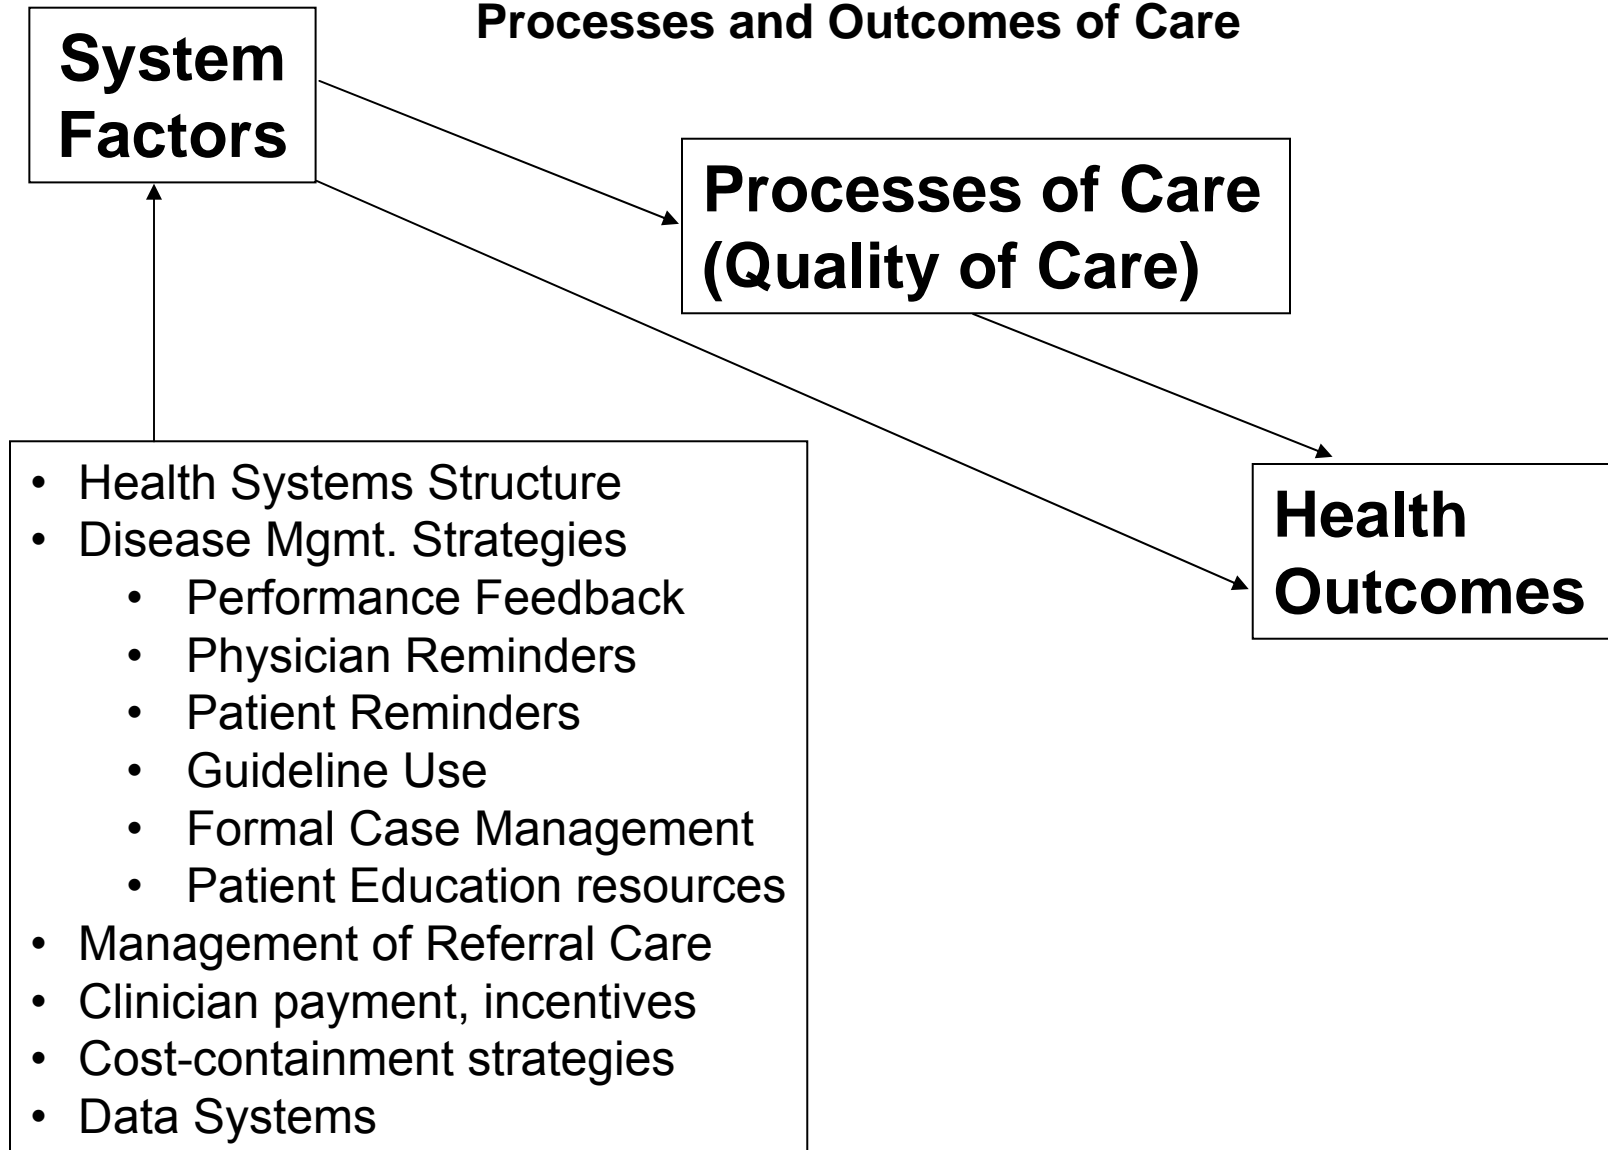 Processes and Outcomes of Care
System
Factors
Processes of Care
(Quality of Care)
Health
Outcomes
• Health Systems Structure
• Disease Mgmt. Strategies
• Performance Feedback
• Physician Reminders
• Patient Reminders
• Guideline Use
• Formal Case Management
• Patient Education resources
• Management of Referral Care
• Clinician payment, incentives
• Cost-containment strategies
• Data Systems